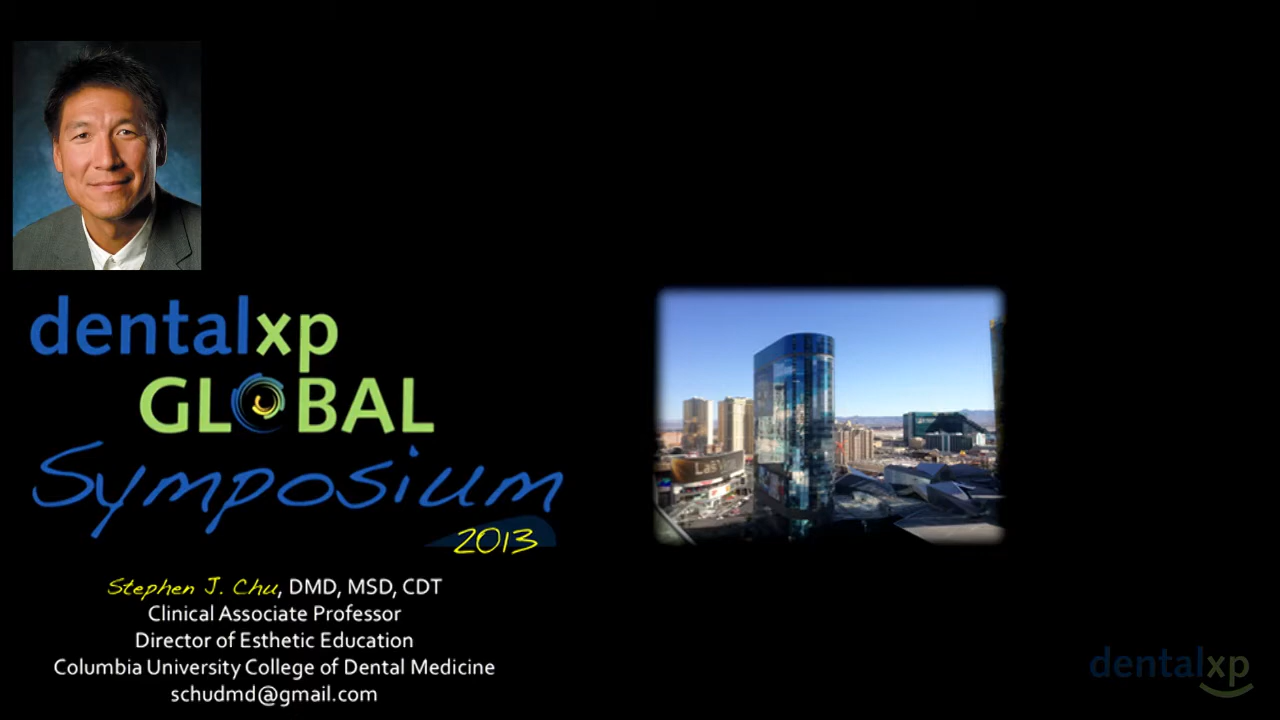 dentalxp
GLOBAL
Symposium
2013
Stephen J. Chu, DMD, MSD, CDT
Clinical Associate Professor
Director of Esthetic Education
Columbia University College of Dental Medicine
schudmd@gmail.com
dentalxp